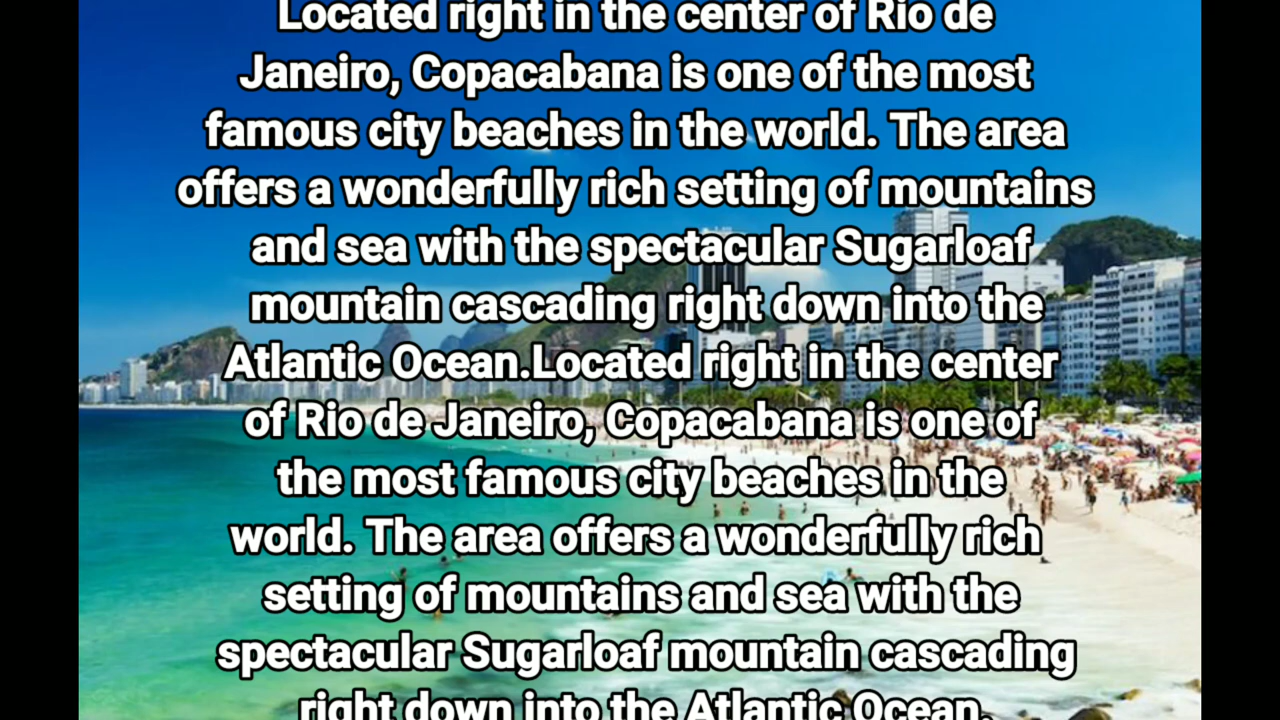 Located right in the center of Rio de
Janeiro, Copacabana is one of the most
famous city beaches in the world. The area
offers a wonderfully rich setting of mountains
and sea with the spectacular Sugarloaf
mountain cascading right down into the
Atlantic Ocean.Located right in the center
of Rio de Janeiro, Copacabana is one of
the most famous city beaches in the
world. The area offers a wonderfully rich
setting of mountains and sea with the
spectacular Sugarloaf mountain cascading
right down into the Atlantic Ocean.